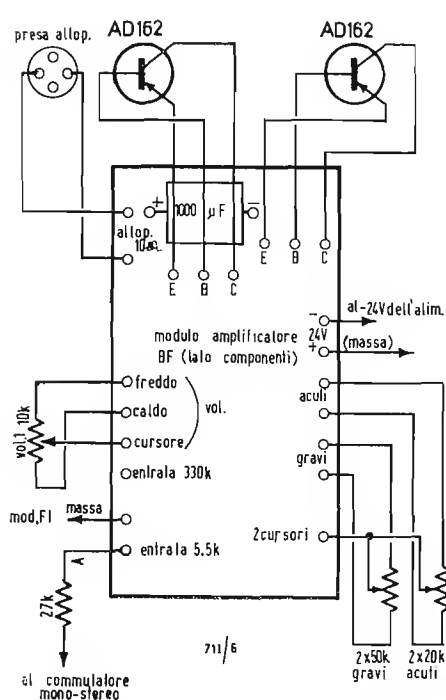 presa allop.
AD162
AD162
+
1000 µF
-
allop.
10Ω
E
B
C
E
B
C
- al-24V dell'alim.
24V
+ (massa)
modulo amplificatore
BF (lato componenti)
acuti
freddo
caldo
vol.
cursore
vol.1 10k
gravi
entrata 330k
massa
mod.FI
2cursori
entrata 5.5k
A
27k
al commutatore
mono-stereo
711/6
2x50k
gravi
2x20k
acuti